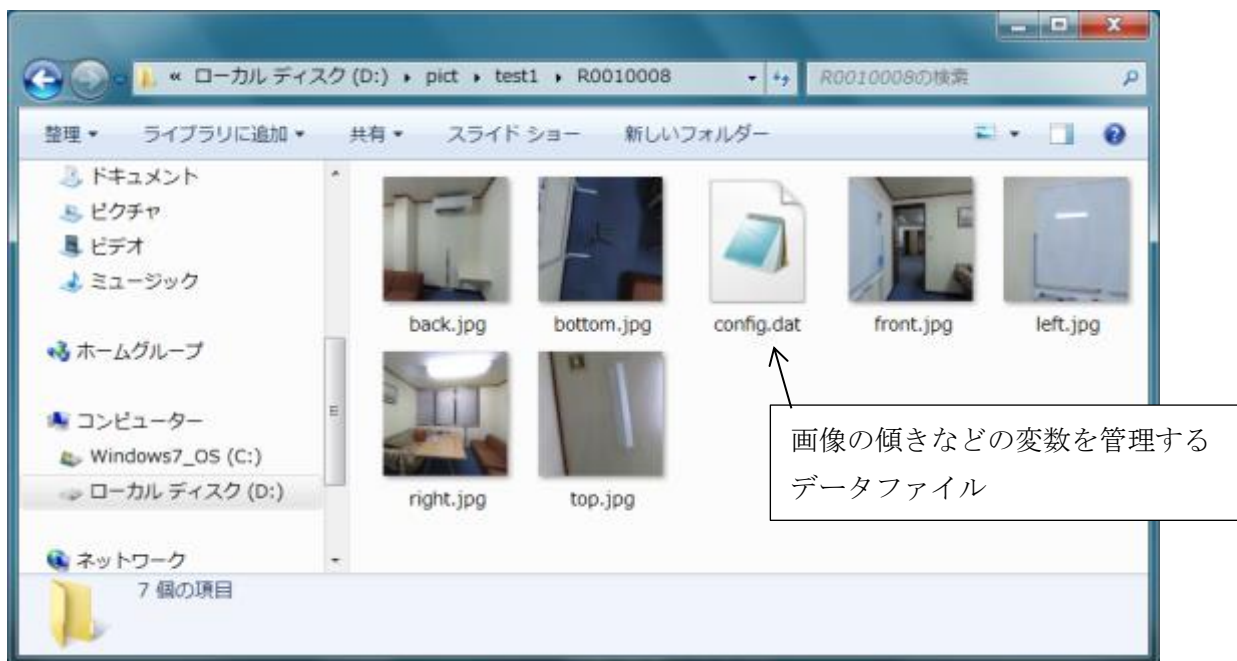 « ローカル ディスク (D:) ▸ pict ▸ test1 ▸ R0010008
R0010008の検索
整理 ライブラリに追加 共有 スライド ショー 新しいフォルダー
ドキュメント
ピクチャ
ビデオ
ミュージック
ホームグループ
コンピューター
Windows7_OS (C:)
ローカル ディスク (D:)
ネットワーク
back.jpg bottom.jpg config.dat front.jpg left.jpg
right.jpg top.jpg
画像の傾きなどの変数を管理する
データファイル
7 個の項目